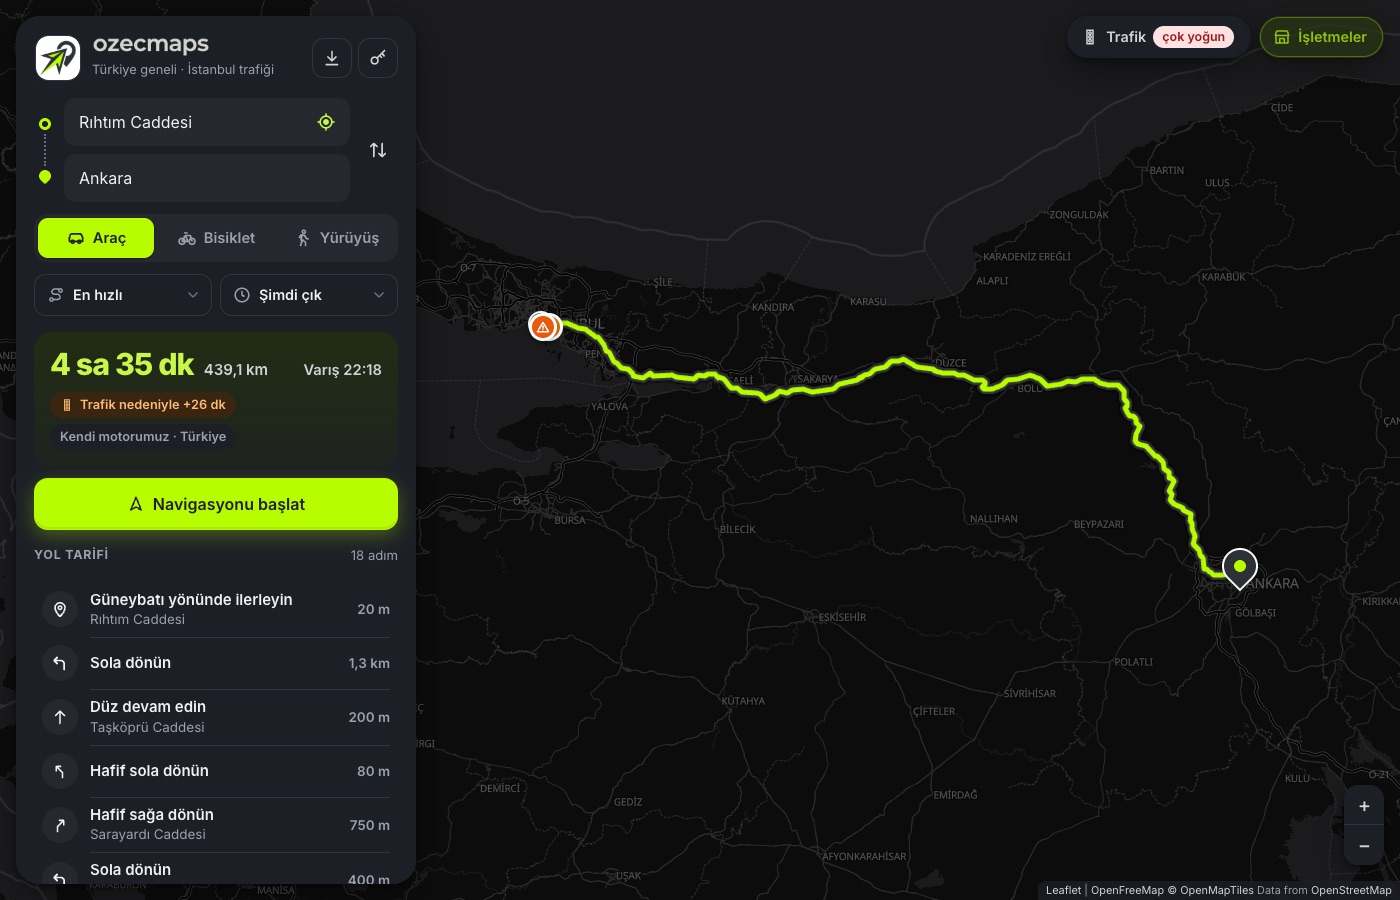 ozecmaps
Türkiye geneli · İstanbul trafiği
Rıhtım Caddesi
Ankara
Araç
Bisiklet
Yürüyüş
En hızlı
Şimdi çık
4 sa 35 dk 439,1 km Varış 22:18
Trafik nedeniyle +26 dk
Kendi motorumuz · Türkiye
Navigasyonu başlat
YOL TARİFİ 18 adım
Güneybatı yönünde ilerleyin
Rıhtım Caddesi
20 m
Sola dönün
1,3 km
Düz devam edin
Taşköprü Caddesi
200 m
Hafif sola dönün
80 m
Hafif sağa dönün
Sarayardı Caddesi
750 m
Sola dönün
400 m
Trafik çok yoğun
İşletmeler
CİDE
BARTIN
ULUS
ZONGULDAK
KARADENİZ EREĞLİ
ALAPLI
KARABÜK
O-7
ŞİLE
KANDIRA
KARASU
DÜZCE
SAKARYA
BOLU
YALOVA
O-5
BURSA
BİLECİK
NALLIHAN
BEYPAZARI
ANKARA
GÖLBAŞI
ESKİŞEHİR
POLATLI
SİVRİHİSAR
KÜTAHYA
ÇİFTELER
DEMİRCİ
GEDİZ
EMİRDAĞ
KULU
O-21
AFYONKARAHİSAR
UŞAK
MANİSA
+
−
Leaflet | OpenFreeMap © OpenMapTiles Data from OpenStreetMap